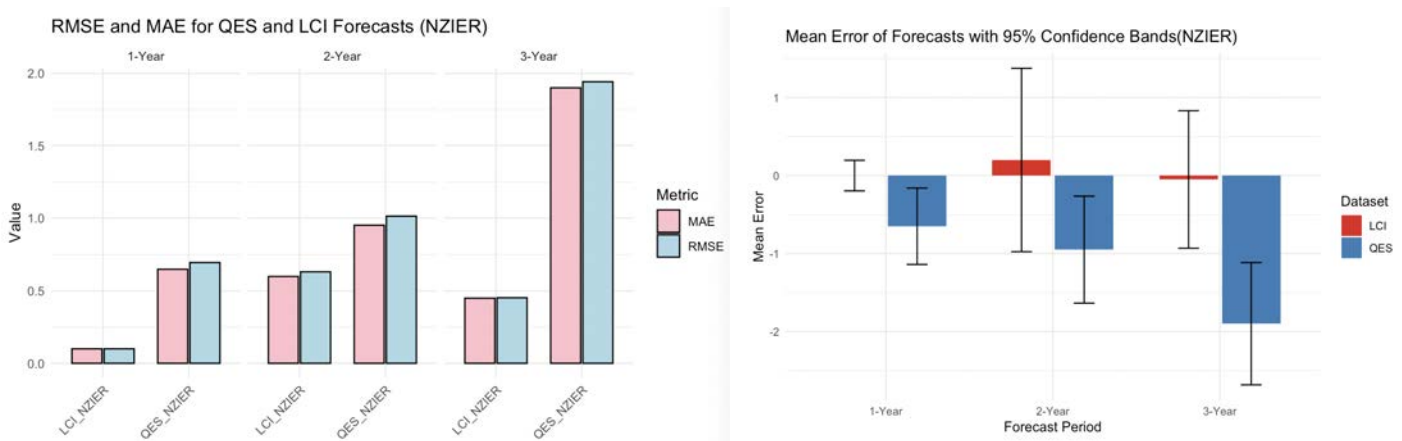 RMSE and MAE for QES and LCI Forecasts (NZIER)
1-Year 2-Year 3-Year
2.0
1.5
1.0
0.5
0.0
Value
LCI_NZIER QES_NZIER LCI_NZIER QES_NZIER LCI_NZIER QES_NZIER
Metric
MAE
RMSE
Mean Error of Forecasts with 95% Confidence Bands(NZIER)
1
0
-1
-2
Mean Error
1-Year 2-Year 3-Year
Forecast Period
Dataset
LCI
QES